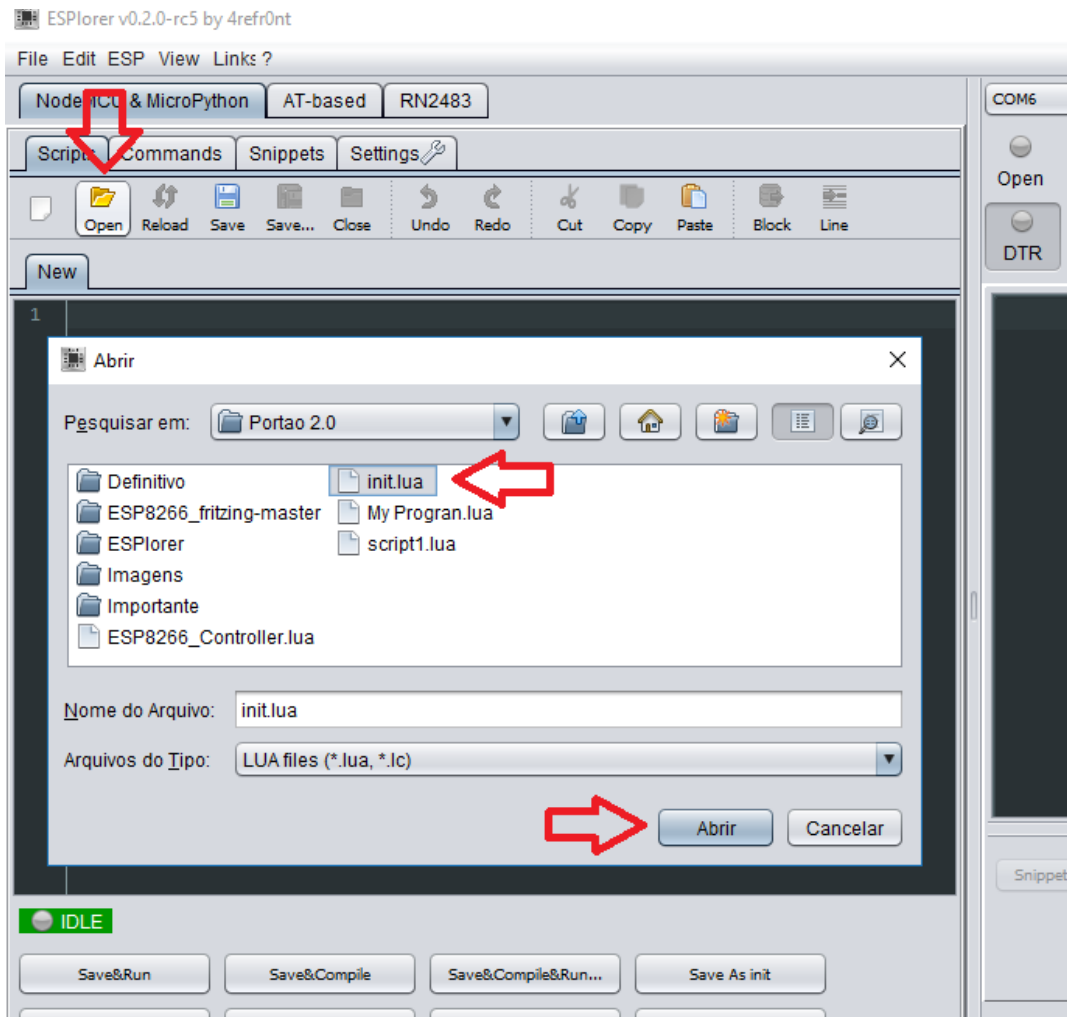 ESPlorer v0.2.0-rc5 by 4refr0nt
File Edit ESP View Links ?
NodeMCU & MicroPython AT-based RN2483
COM6
Scripts Commands Snippets Settings
Open
Open Reload Save Save... Close Undo Redo Cut Copy Paste Block Line
DTR
New
1
Abrir
Pesquisar em: Portao 2.0
Definitivo init.lua
ESP8266_fritzing-master My Progran.lua
ESPlorer script1.lua
Imagens
Importante
ESP8266_Controller.lua
Nome do Arquivo: init.lua
Arquivos do Tipo: LUA files (*.lua, *.lc)
Abrir Cancelar
Snippet
IDLE
Save&Run Save&Compile Save&Compile&Run... Save As init